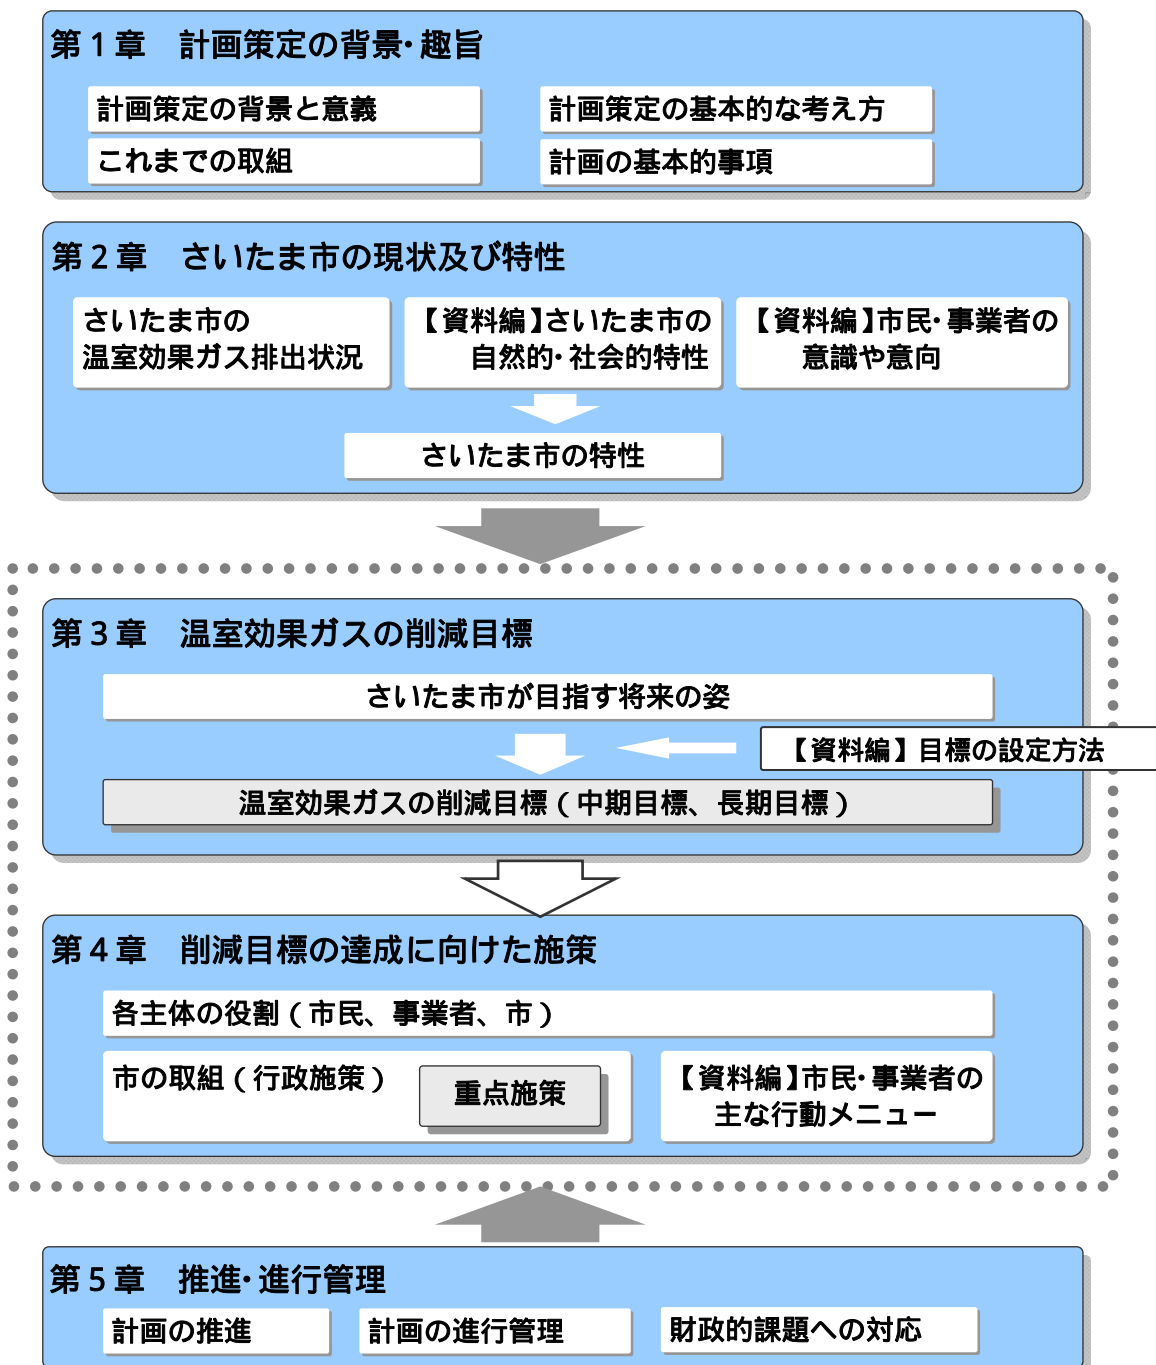 第１章　計画策定の背景・趣旨
計画策定の背景と意義
計画策定の基本的な考え方
これまでの取組
計画の基本的事項
第２章　さいたま市の現状及び特性
さいたま市の
温室効果ガス排出状況
【資料編】さいたま市の
自然的・社会的特性
【資料編】市民・事業者の
意識や意向
さいたま市の特性
第３章　温室効果ガスの削減目標
さいたま市が目指す将来の姿
【資料編】目標の設定方法
温室効果ガスの削減目標（中期目標、長期目標）
第４章　削減目標の達成に向けた施策
各主体の役割（市民、事業者、市）
市の取組（行政施策）
重点施策
【資料編】市民・事業者の
主な行動メニュー
第５章　推進・進行管理
計画の推進
計画の進行管理
財政的課題への対応